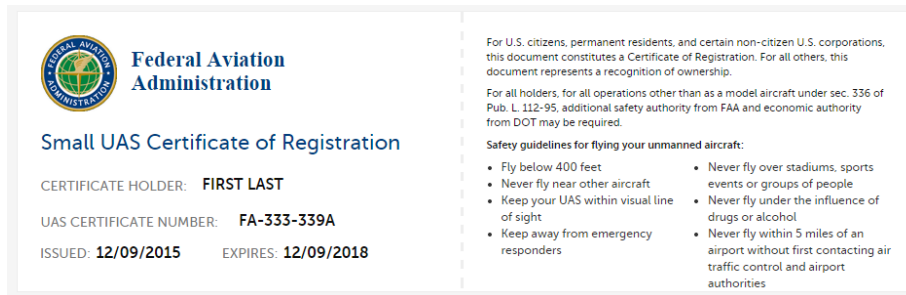 FEDERAL AVIATION
ADMINISTRATION
Federal Aviation
Administration
Small UAS Certificate of Registration
CERTIFICATE HOLDER: FIRST LAST
UAS CERTIFICATE NUMBER: FA-333-339A
ISSUED: 12/09/2015 EXPIRES: 12/09/2018
For U.S. citizens, permanent residents, and certain non-citizen U.S. corporations,
this document constitutes a Certificate of Registration. For all others, this
document represents a recognition of ownership.
For all holders, for all operations other than as a model aircraft under sec. 336 of
Pub. L. 112-95, additional safety authority from FAA and economic authority
from DOT may be required.
Safety guidelines for flying your unmanned aircraft:
• Fly below 400 feet
• Never fly near other aircraft
• Keep your UAS within visual line
of sight
• Keep away from emergency
responders
• Never fly over stadiums, sports
events or groups of people
• Never fly under the influence of
drugs or alcohol
• Never fly within 5 miles of an
airport without first contacting air
traffic control and airport
authorities